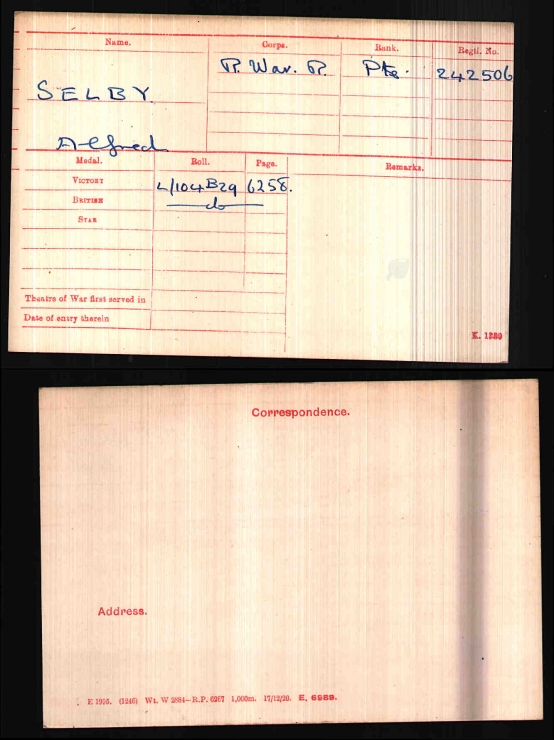 Name. Corps. Rank. Regtl. No.
R. War. R. Pte. 242506
SELBY
Alfred
Medal. Roll. Page. Remarks.
VICTORY L/104B29 6258.
BRITISH do
STAR
Theatre of War first served in
Date of entry therein
K. 1380
Correspondence.
Address.
(1246) Wt. W 2884—R.P. 6267 1,000m. 17/12/20. E. 6989.